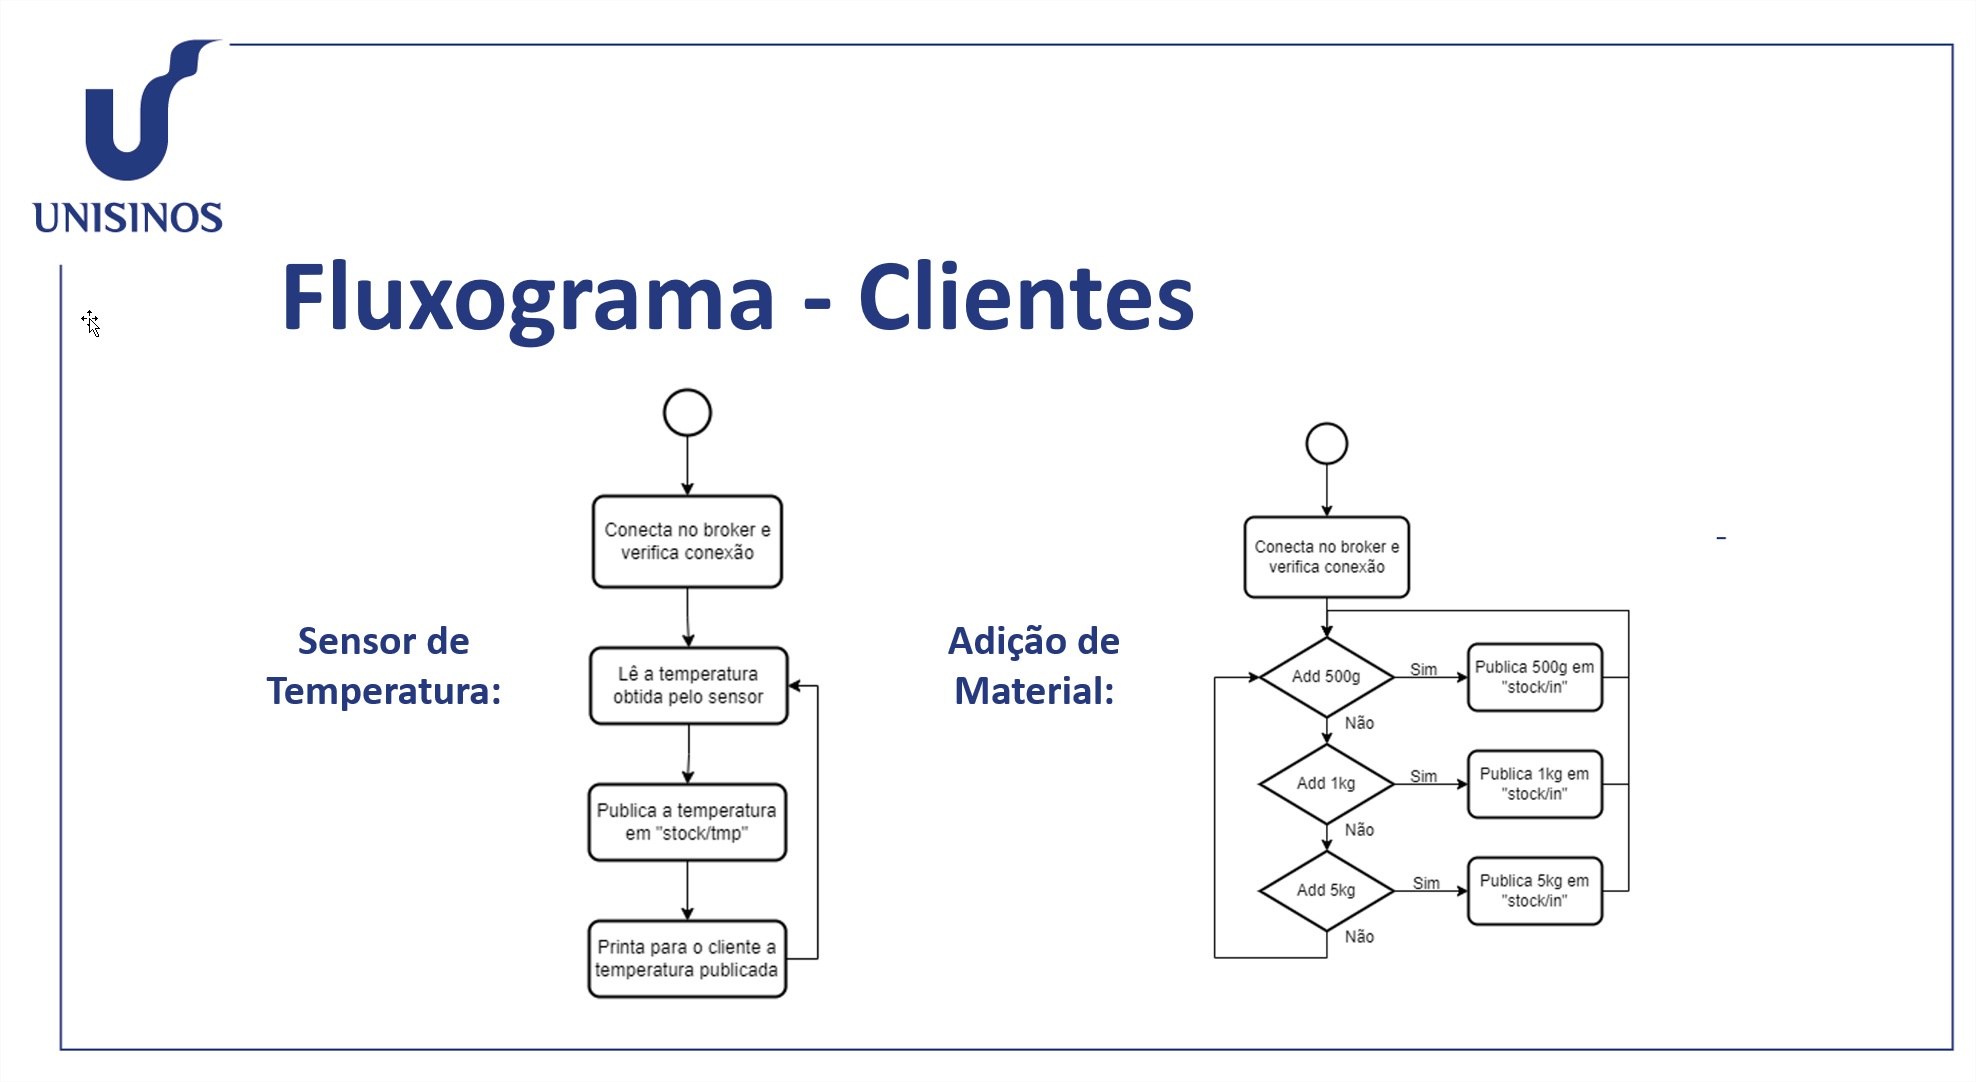 UNISINOS
Fluxograma - Clientes
Sensor de
Temperatura:
Conecta no broker e
verifica conexão
Lê a temperatura
obtida pelo sensor
Publica a temperatura
em "stock/tmp"
Printa para o cliente a
temperatura publicada
Adição de
Material:
Conecta no broker e
verifica conexão
Add 500g
Sim
Publica 500g em
"stock/in"
Não
Add 1kg
Sim
Publica 1kg em
"stock/in"
Não
Add 5kg
Sim
Publica 5kg em
"stock/in"
Não
-